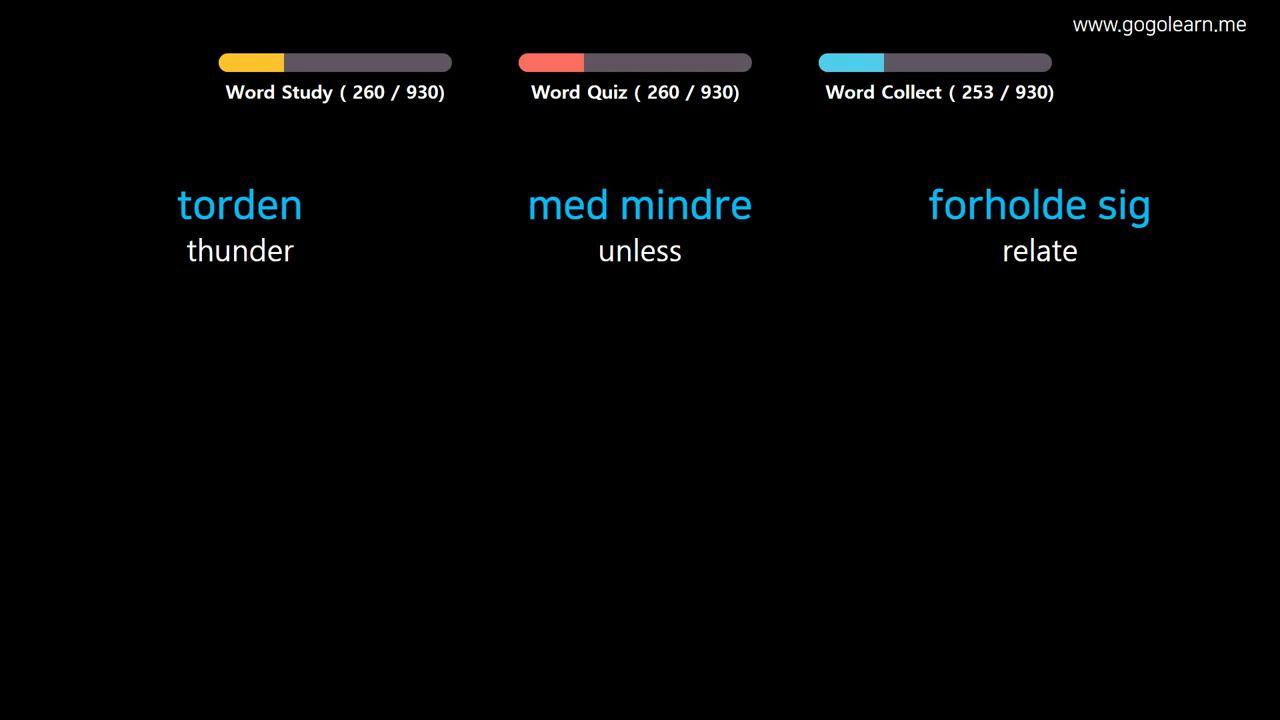 www.gogolearn.me
Word Study ( 260 / 930)
Word Quiz ( 260 / 930)
Word Collect ( 253 / 930)
torden
thunder
med mindre
unless
forholde sig
relate